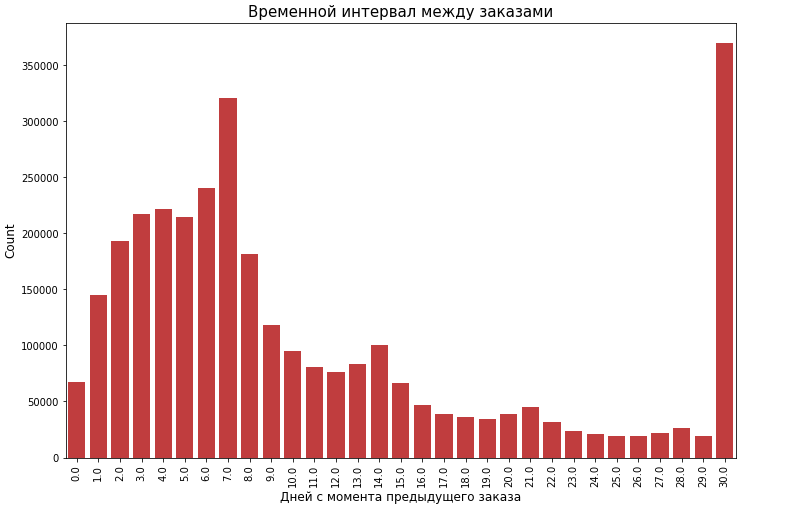 Временной интервал между заказами
350000
300000
250000
200000
150000
100000
50000
0
Count
0.0 1.0 2.0 3.0 4.0 5.0 6.0 7.0 8.0 9.0 10.0 11.0 12.0 13.0 14.0 15.0 16.0 17.0 18.0 19.0 20.0 21.0 22.0 23.0 24.0 25.0 26.0 27.0 28.0 29.0 30.0
Дней с момента предыдущего заказа